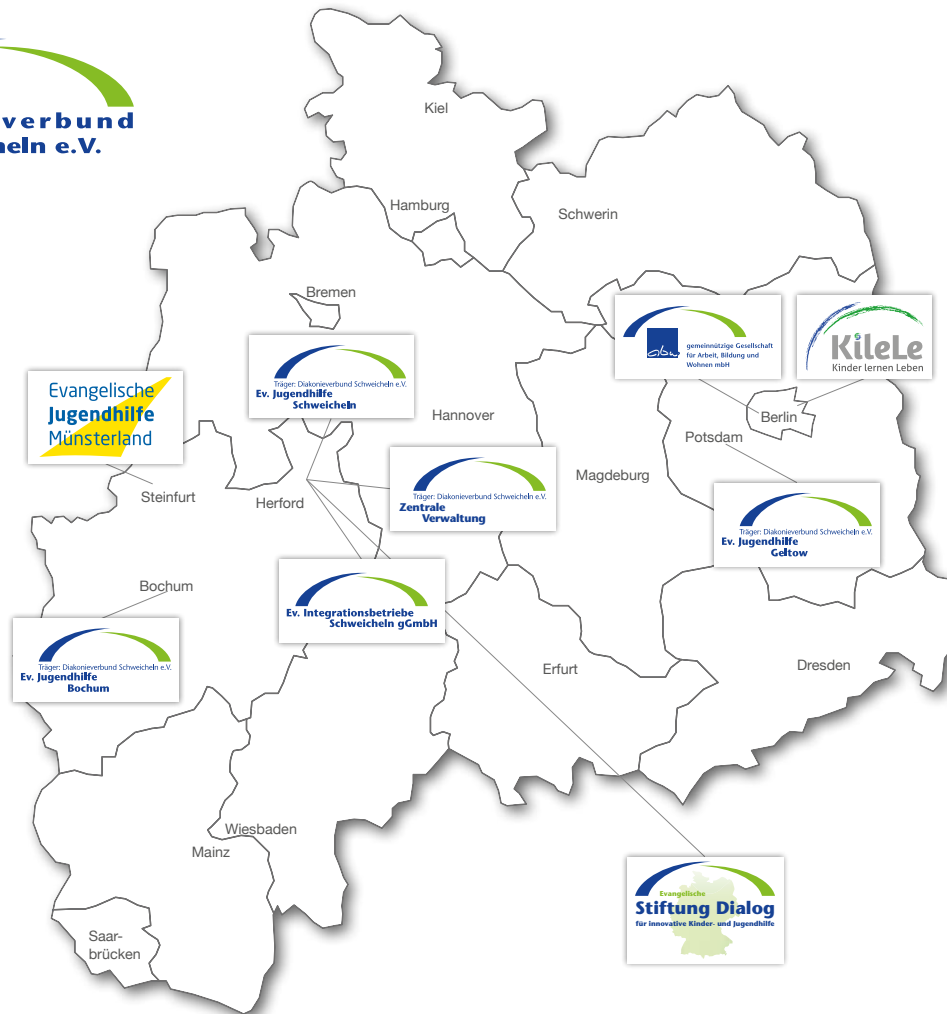 verbund
eln e.V.
Kiel
Hamburg
Schwerin
Bremen
gemeinnützige Gesellschaft
für Arbeit, Bildung und
Wohnen mbH
abw
KileLe
Kinder lernen Leben
Träger: Diakonieverbund Schweicheln e.V.
Ev. Jugendhilfe
Schweicheln
Evangelische
Jugendhilfe
Münsterland
Hannover
Berlin
Potsdam
Steinfurt
Herford
Magdeburg
Träger: Diakonieverbund Schweicheln e.V.
Zentrale
Verwaltung
Träger: Diakonieverbund Schweicheln e.V.
Ev. Jugendhilfe
Geltow
Bochum
Ev. Integrationsbetriebe
Schweicheln gGmbH
Träger: Diakonieverbund Schweicheln e.V.
Ev. Jugendhilfe
Bochum
Erfurt
Dresden
Wiesbaden
Mainz
Evangelische
Stiftung Dialog
für innovative Kinder- und Jugendhilfe
Saar-
brücken